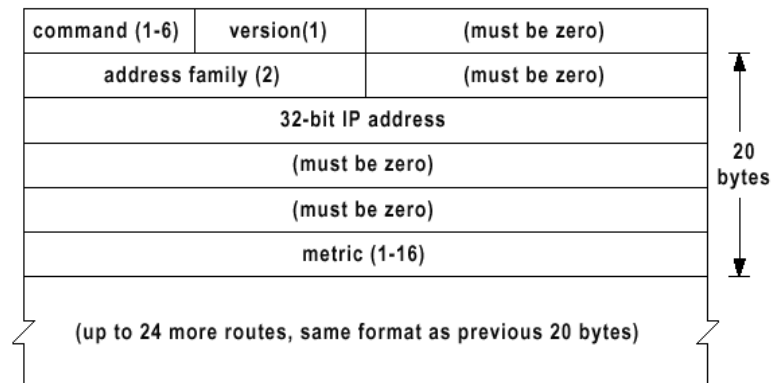 command (1-6) version(1) (must be zero)
address family (2) (must be zero)
32-bit IP address
(must be zero)
(must be zero)
metric (1-16)
20
bytes
(up to 24 more routes, same format as previous 20 bytes)